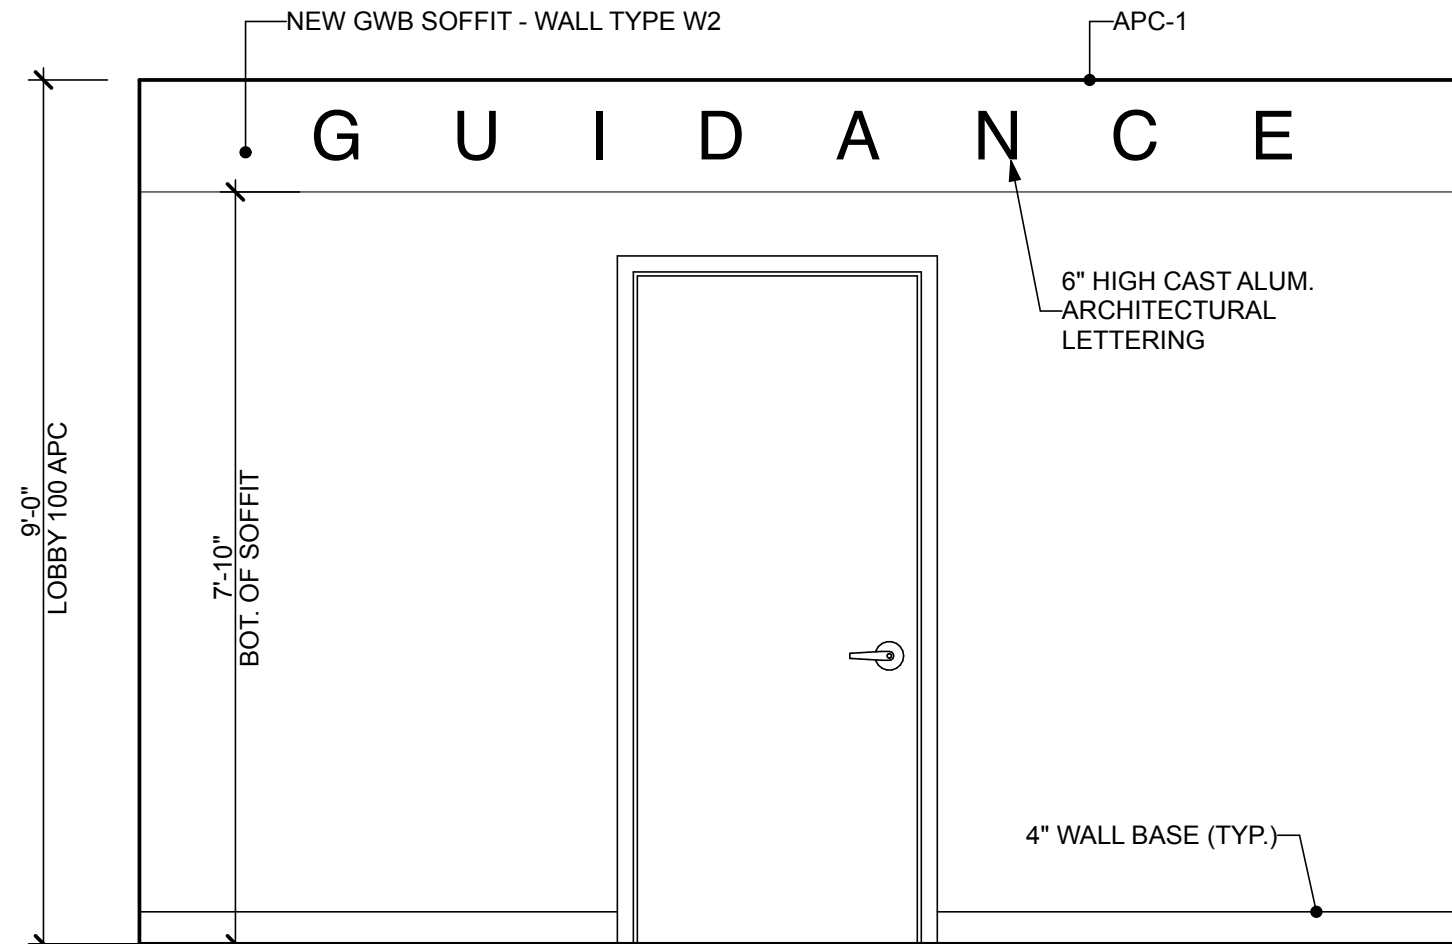 NEW GWB SOFFIT - WALL TYPE W2
APC-1
G U I D A N C E
6" HIGH CAST ALUM.
ARCHITECTURAL
LETTERING
9'-0"
LOBBY 100 APC
7'-10"
BOT. OF SOFFIT
4" WALL BASE (TYP.)